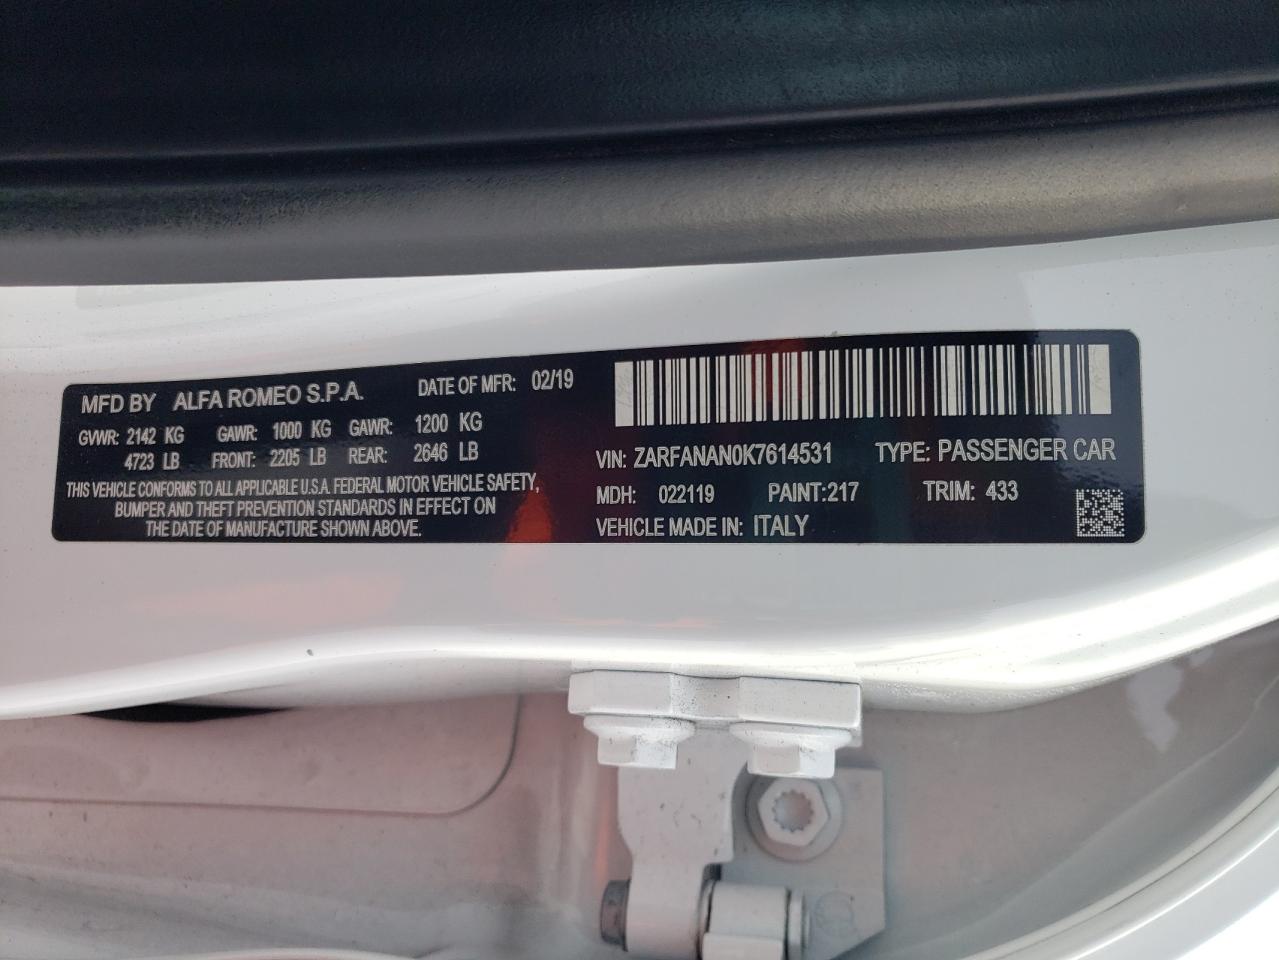 MFD BY ALFA ROMEO S.P.A. DATE OF MFR: 02/19
GVWR: 2142 KG GAWR: 1000 KG GAWR: 1200 KG
4723 LB FRONT: 2205 LB REAR: 2646 LB
THIS VEHICLE CONFORMS TO ALL APPLICABLE U.S.A. FEDERAL MOTOR VEHICLE SAFETY,
BUMPER AND THEFT PREVENTION STANDARDS IN EFFECT ON
THE DATE OF MANUFACTURE SHOWN ABOVE.
VIN: ZARFANAN0K7614531 TYPE: PASSENGER CAR
MDH: 022119 PAINT:217 TRIM: 433
VEHICLE MADE IN: ITALY